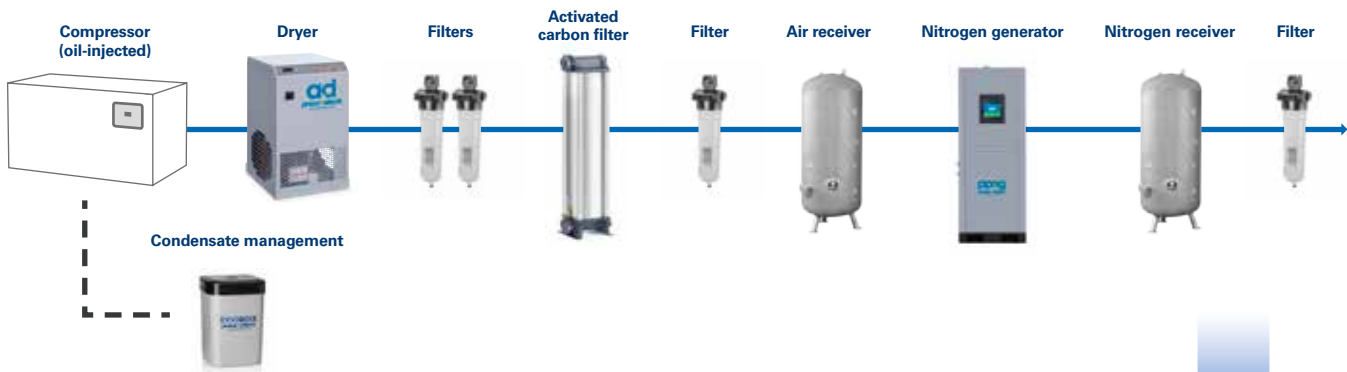 Compressor
(oil-injected)
Dryer
Filters
Activated
carbon filter
Filter
Air receiver
Nitrogen generator
Nitrogen receiver
Filter
ad
Condensate management